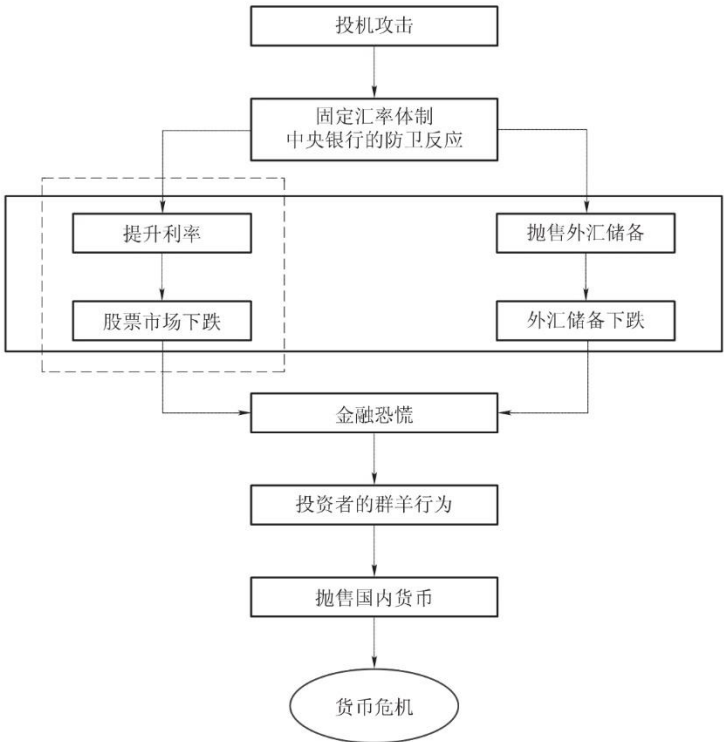 投机攻击
固定汇率体制
中央银行的防卫反应
提升利率
抛售外汇储备
股票市场下跌
外汇储备下跌
金融恐慌
投资者的群羊行为
抛售国内货币
货币危机